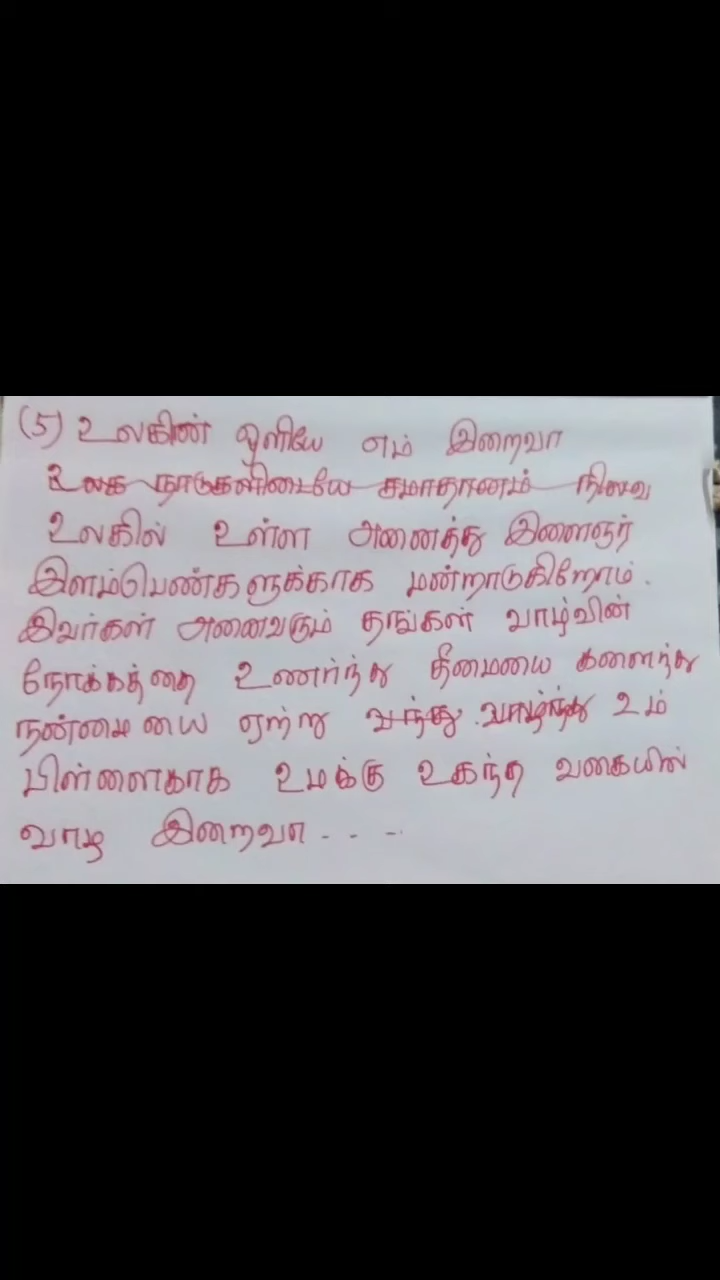 (5) உலகின் ஒளியே எம் இறைவா
உலக நாடுகளிடையே சமாதானம் நிலவ
உலகில் உள்ள அனைத்து இளைஞர்
இளம்பெண்களுக்காக மன்றாடுகிறோம்.
இவர்கள் அனைவரும் தங்கள் வாழ்வின்
நோக்கத்தை உணர்ந்து தீமையை களைந்து
நன்மையை ஏற்று வந்து வாழ்ந்து உம்
பிள்ளைகாக உமக்கு உகந்த வகையில்
வாழ இறைவா - - -